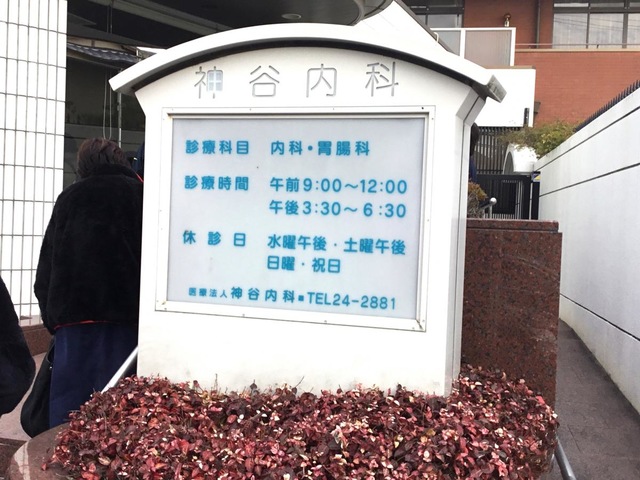 神谷内科
診療科目 内科・胃腸科
診療時間 午前9:00～12:00
午後3:30～6:30
休診日 水曜午後・土曜午後
日曜・祝日
医療法人 神谷内科■TEL24-2881